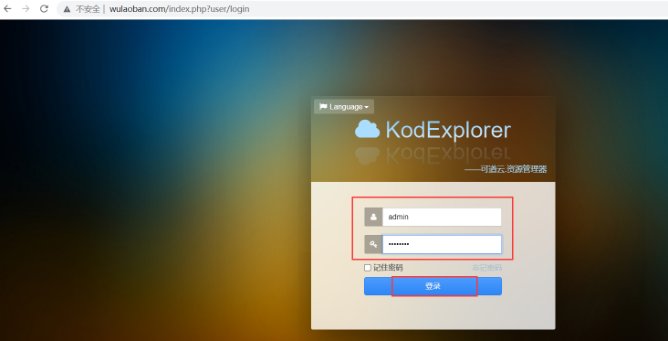 不安全 | wulaoban.com/index.php?user/login
Language
KodExplorer
——可道云.资源管理器
admin
••••••••
记住密码
忘记密码
登录